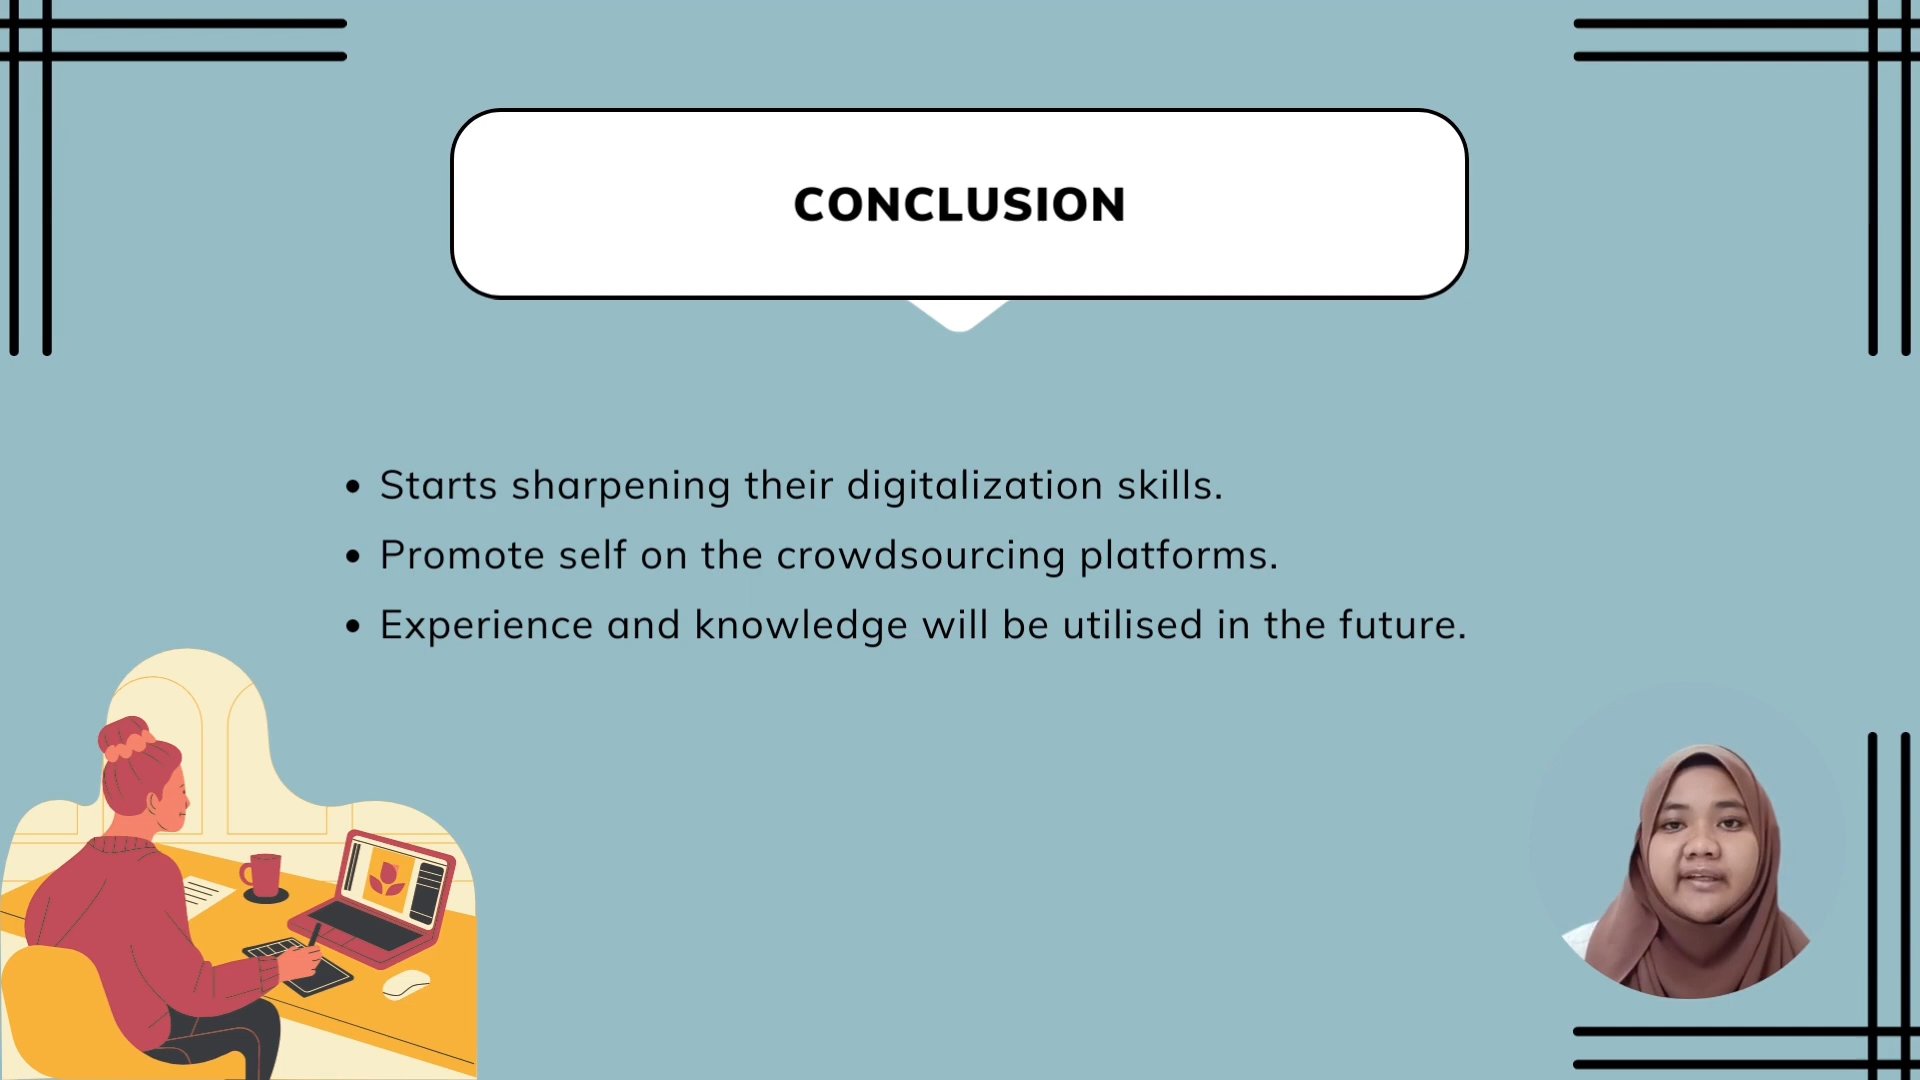 CONCLUSION
Starts sharpening their digitalization skills.
Promote self on the crowdsourcing platforms.
Experience and knowledge will be utilised in the future.